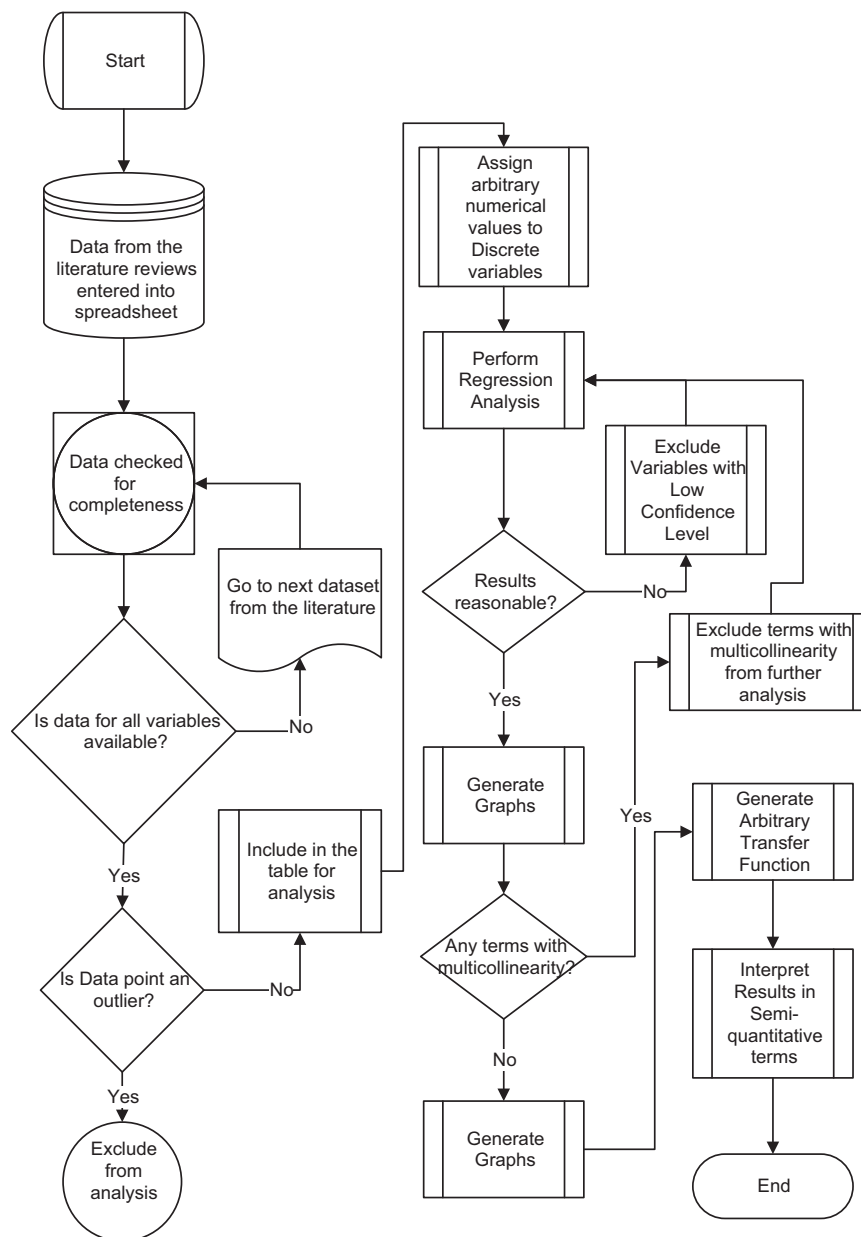 Start
Data from the
literature reviews
entered into
spreadsheet
Data checked
for
completeness
Go to next dataset
from the literature
Is data for all variables
available?
No
Yes
Include in the
table for
analysis
Is Data point an
outlier?
No
Yes
Exclude
from
analysis
Assign
arbitrary
numerical
values to
Discrete
variables
Perform
Regression
Analysis
Exclude
Variables with
Low
Confidence
Level
Results
reasonable?
No
Yes
Exclude terms with
multicollinearity
from further
analysis
Generate
Graphs
Any terms with
multicollinearity?
Yes
No
Generate
Graphs
Generate
Arbitrary
Transfer
Function
Interpret
Results in
Semi-
quantitative
terms
End